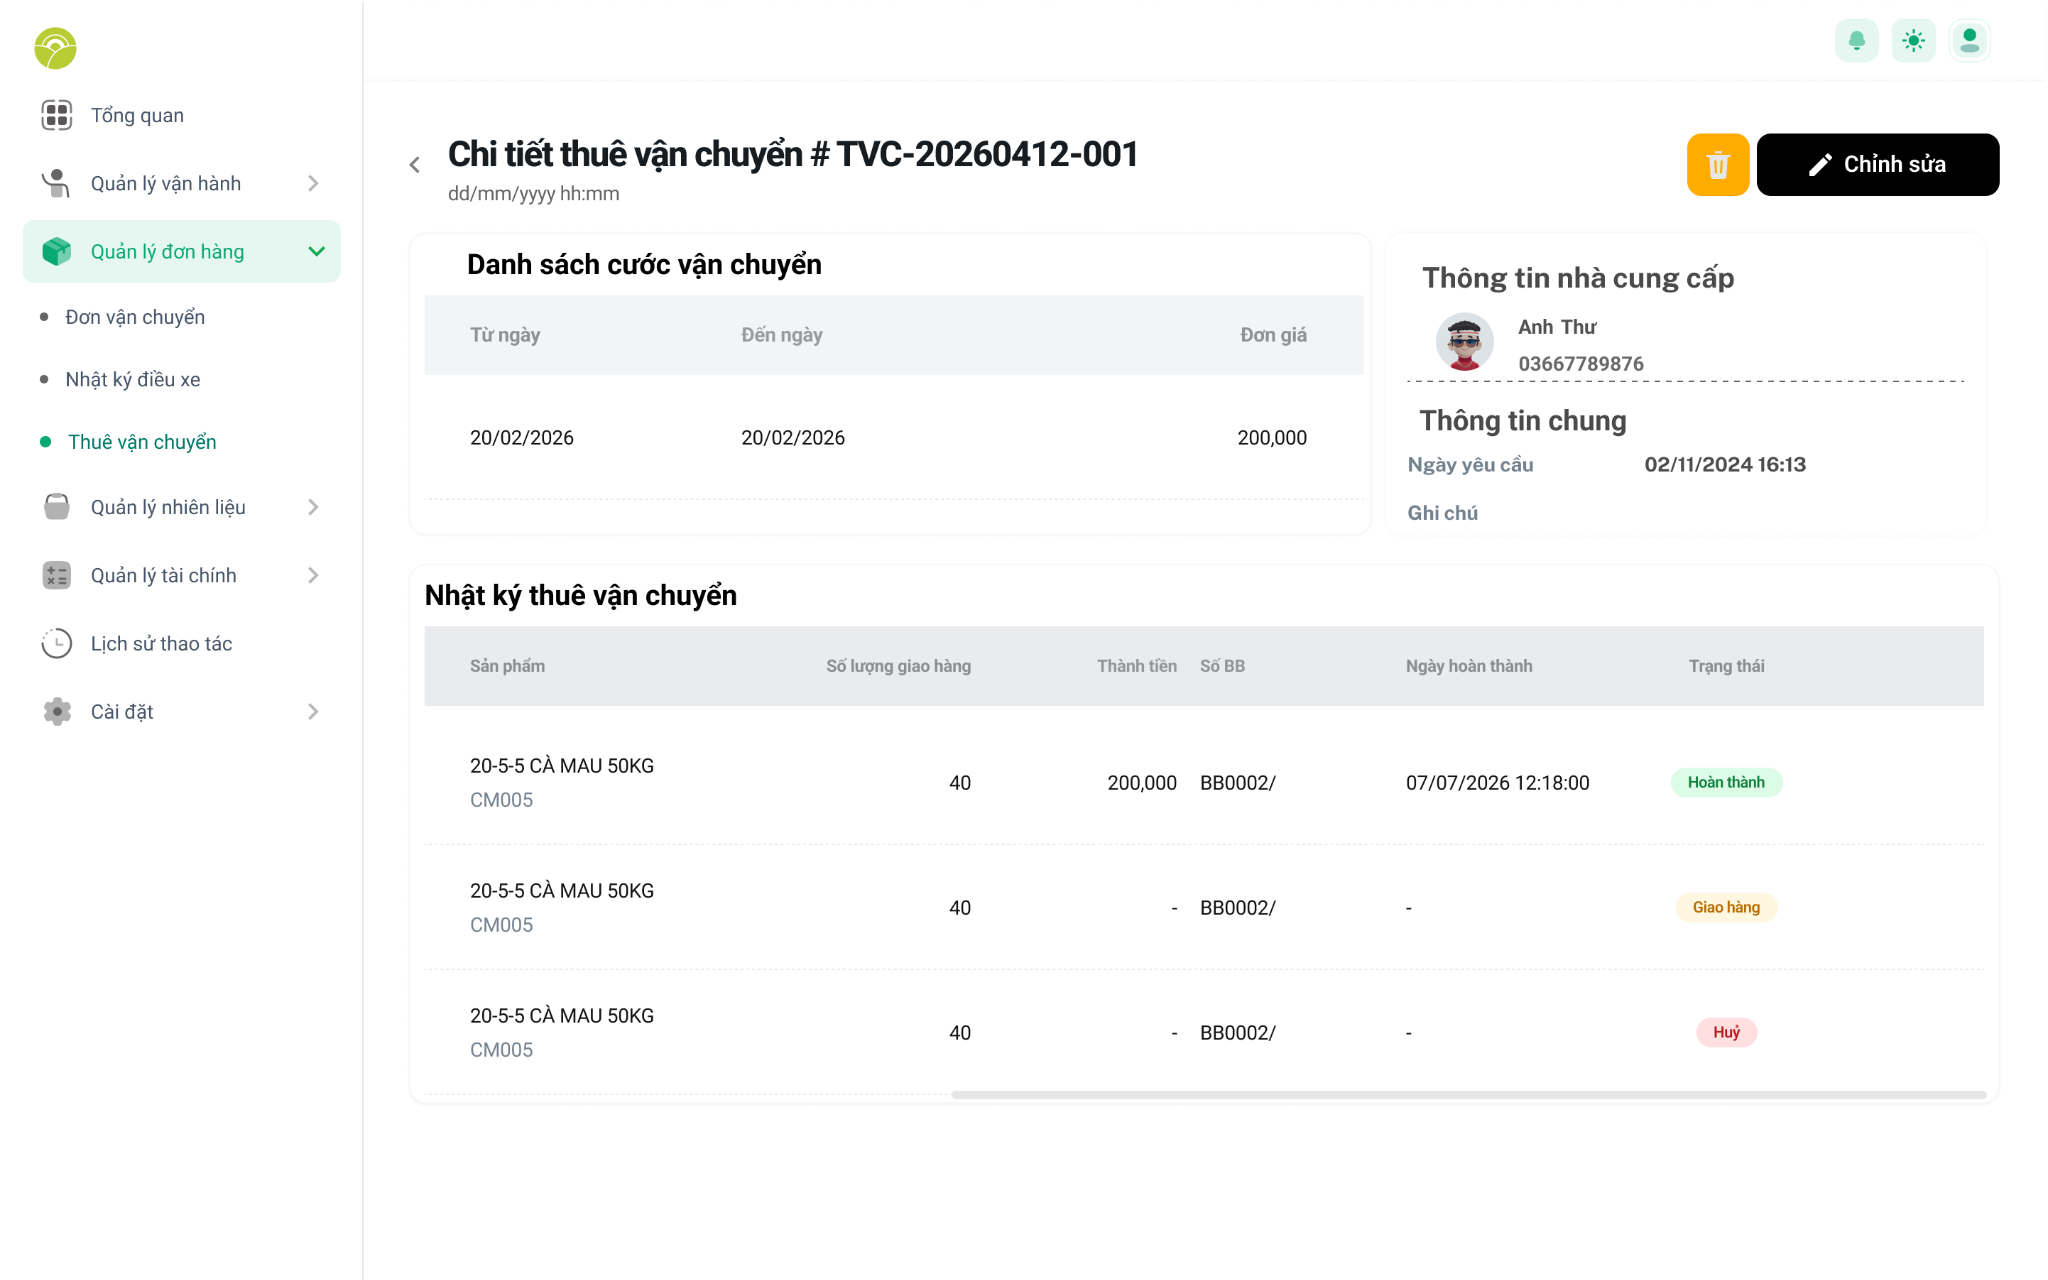 Tổng quan
Quản lý vận hành
Quản lý đơn hàng
Đơn vận chuyển
Nhật ký điều xe
Thuê vận chuyển
Quản lý nhiên liệu
Quản lý tài chính
Lịch sử thao tác
Cài đặt
Chi tiết thuê vận chuyển # TVC-20260412-001
dd/mm/yyyy hh:mm
Chỉnh sửa
Danh sách cước vận chuyển
Từ ngày Đến ngày Đơn giá
20/02/2026 20/02/2026 200,000
Thông tin nhà cung cấp
Anh Thư
03667789876
Thông tin chung
Ngày yêu cầu 02/11/2024 16:13
Ghi chú
Nhật ký thuê vận chuyển
Sản phẩm Số lượng giao hàng Thành tiền Số BB Ngày hoàn thành Trạng thái
20-5-5 CÀ MAU 50KG
CM005
40 200,000 BB0002/ 07/07/2026 12:18:00 Hoàn thành
20-5-5 CÀ MAU 50KG
CM005
40 - BB0002/ - Giao hàng
20-5-5 CÀ MAU 50KG
CM005
40 - BB0002/ - Huỷ